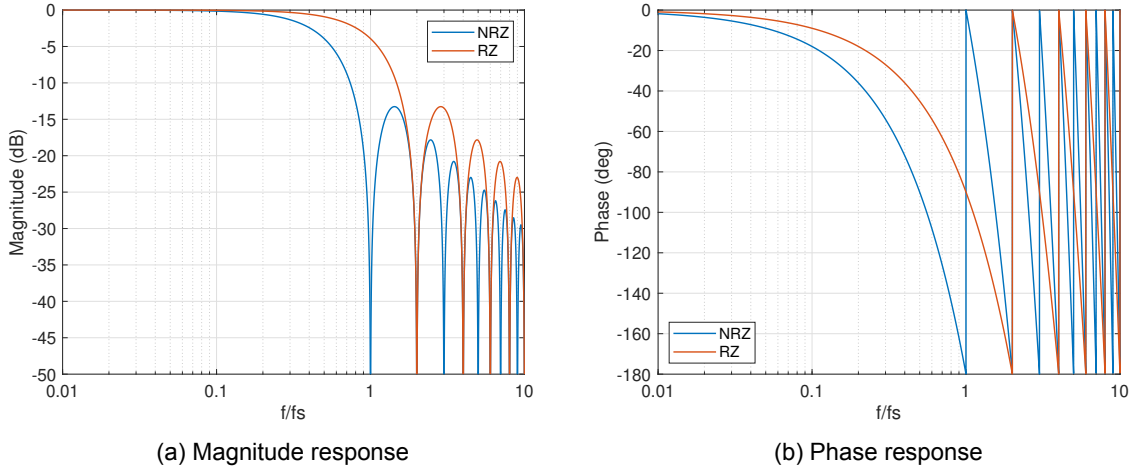 0
-5
-10
-15
-20
-25
-30
-35
-40
-45
-50
Magnitude (dB)
0.01
0.1
1
10
f/fs
NRZ
RZ
(a) Magnitude response
0
-20
-40
-60
-80
-100
-120
-140
-160
-180
Phase (deg)
0.01
0.1
1
10
f/fs
NRZ
RZ
(b) Phase response